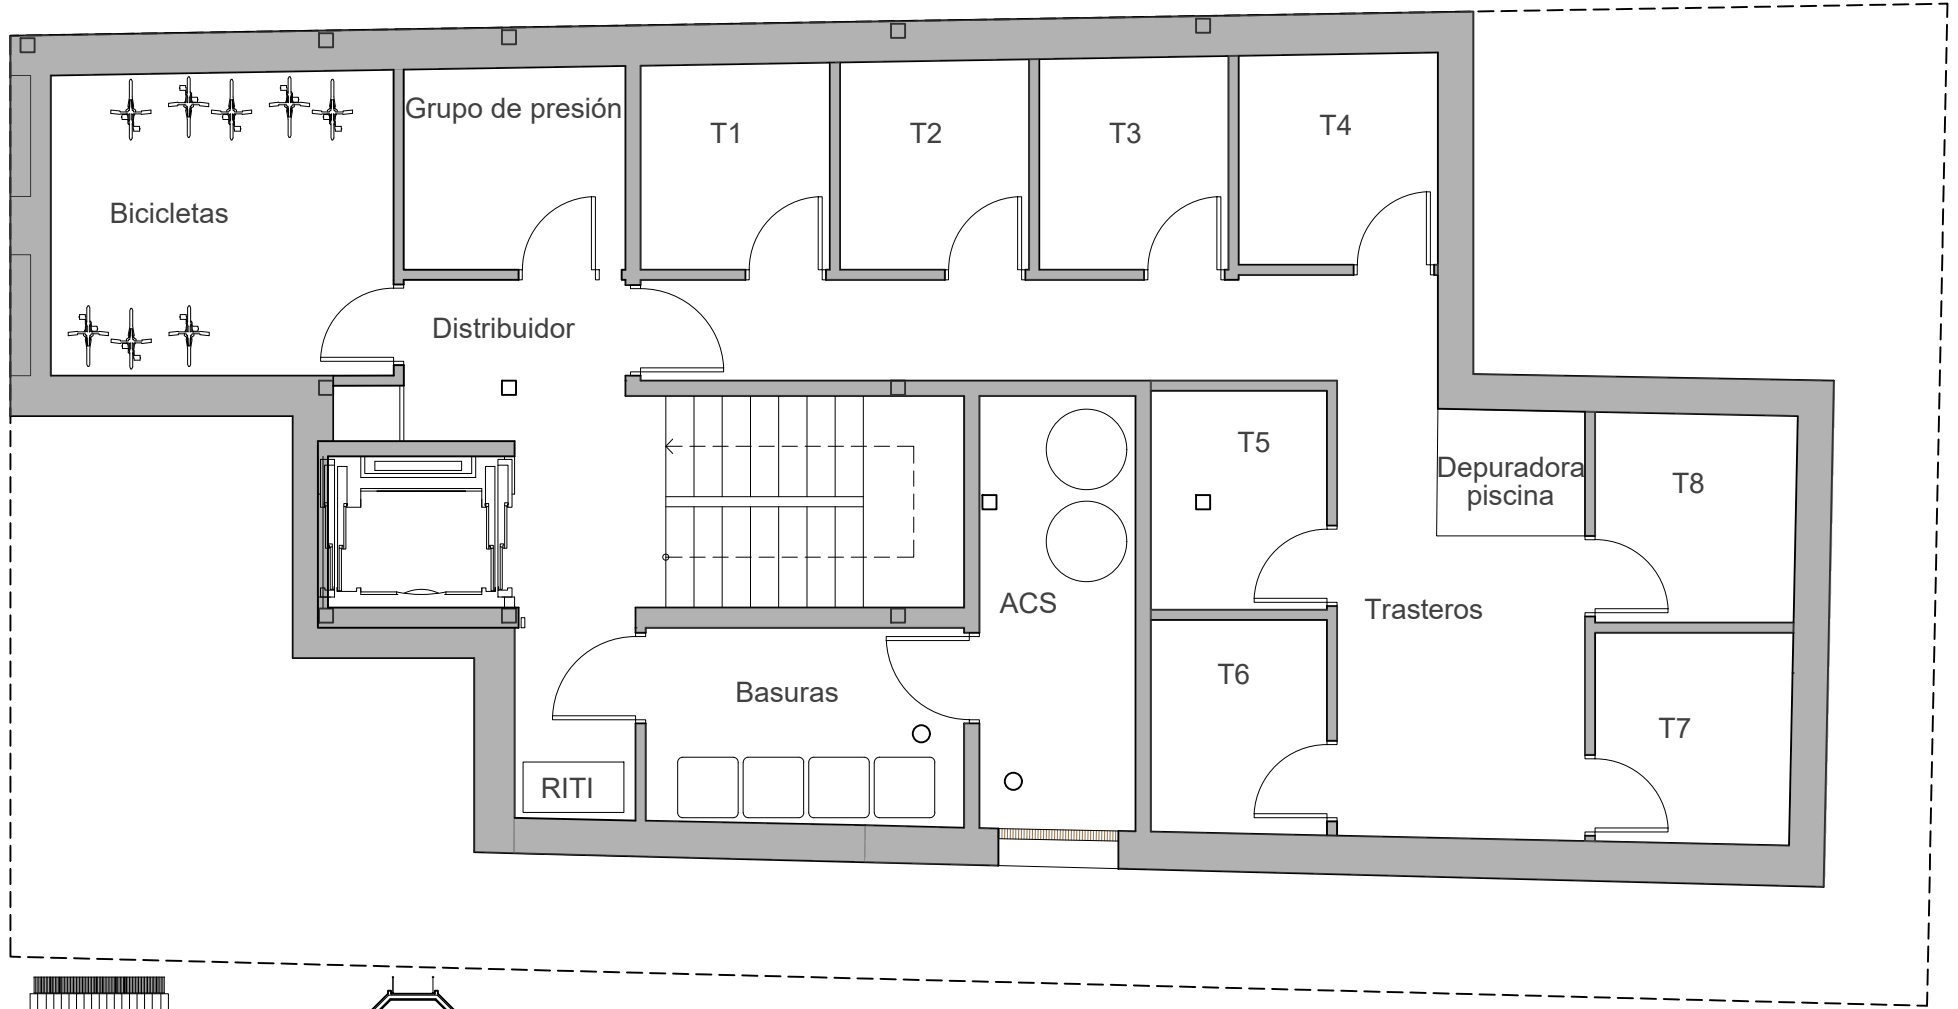 Grupo de presión
T1
T2
T3
T4
Bicicletas
Distribuidor
T5
Depuradora
piscina
T8
ACS
Trasteros
T6
Basuras
T7
RITI